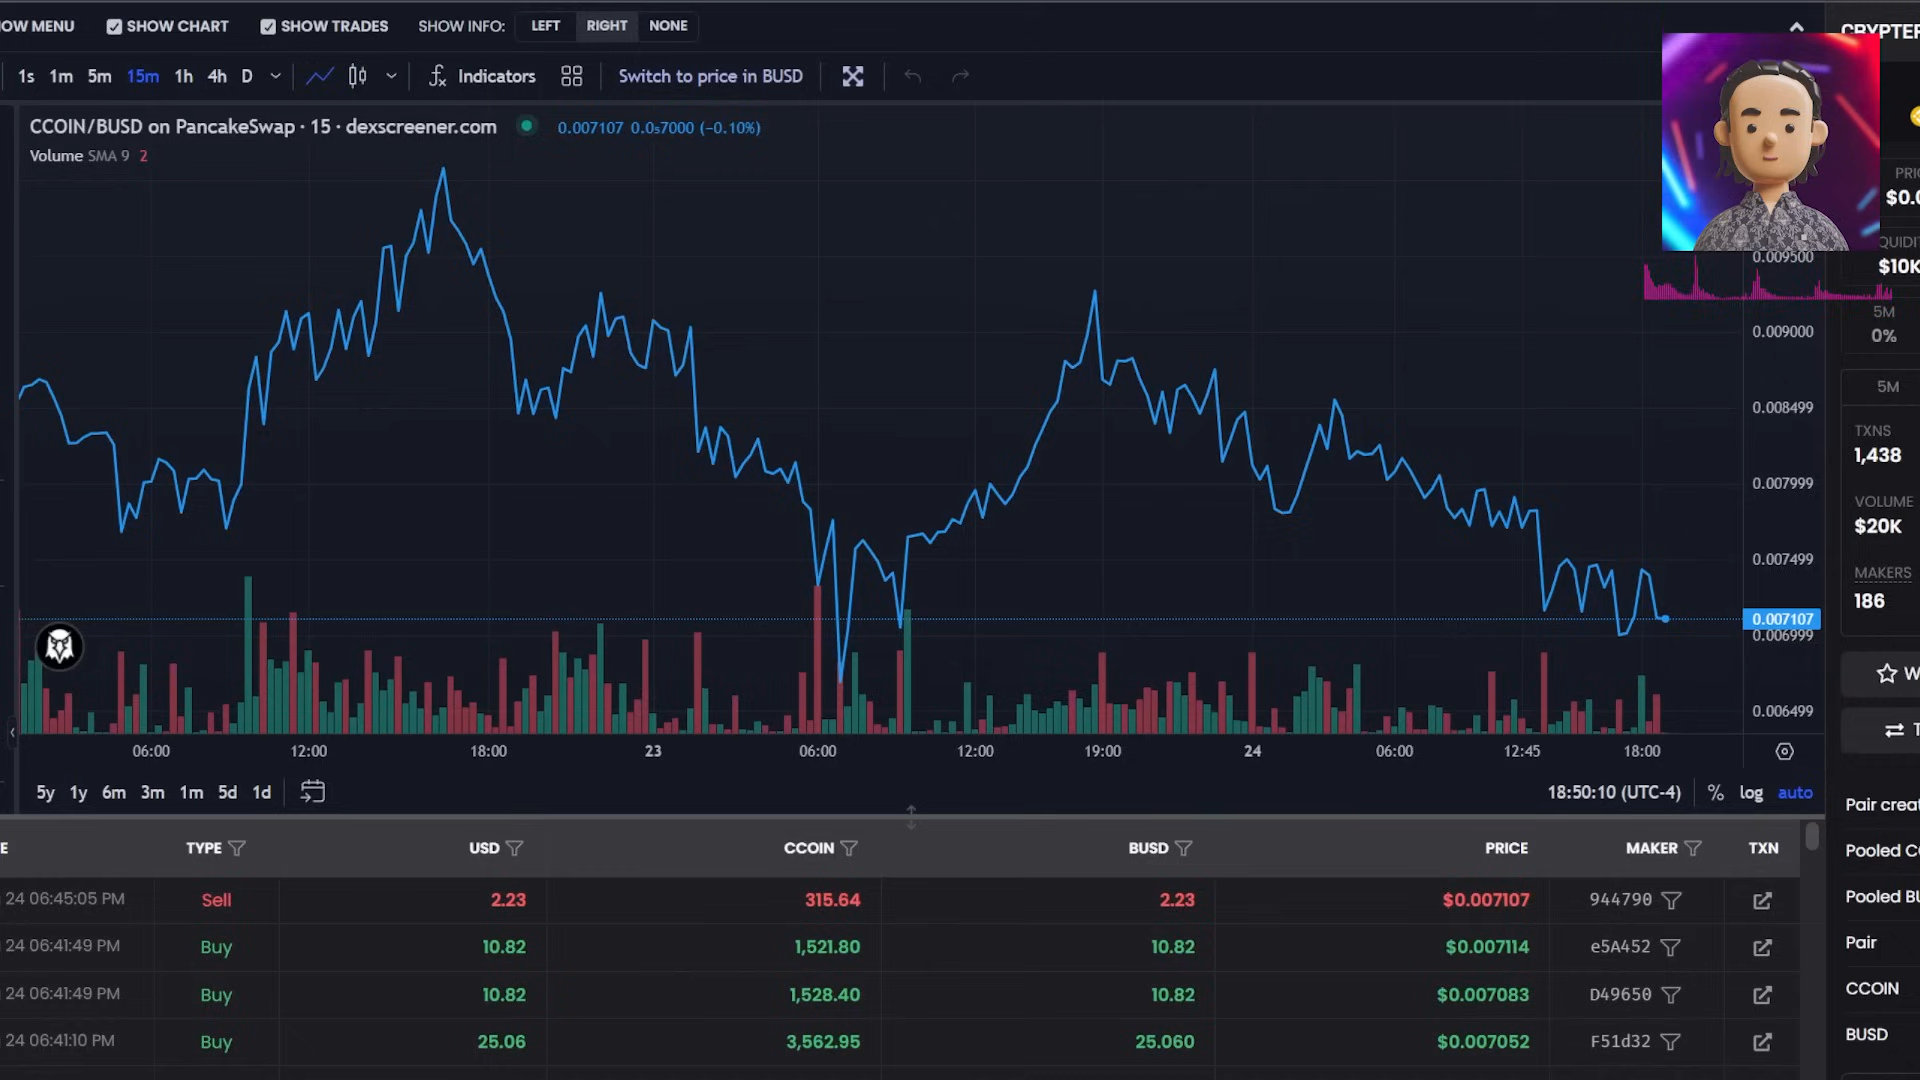 OW MENU SHOW CHART SHOW TRADES SHOW INFO: LEFT RIGHT NONE
1s 1m 5m 15m 1h 4h D Indicators Switch to price in BUSD
CCOIN/BUSD on PancakeSwap · 15 · dexscreener.com 0.007107 0.0₅7000 (−0.10%)
Volume SMA 9 2
0.009500
0.009000
0.008499
0.007999
0.007499
0.007107
0.006999
0.006499
06:00 12:00 18:00 23 06:00 12:00 19:00 24 06:00 12:45 18:00
5y 1y 6m 3m 1m 5d 1d 18:50:10 (UTC-4) % log auto
E TYPE USD CCOIN BUSD PRICE MAKER TXN
24 06:45:05 PM Sell 2.23 315.64 2.23 $0.007107 944790
24 06:41:49 PM Buy 10.82 1,521.80 10.82 $0.007114 e5A452
24 06:41:49 PM Buy 10.82 1,528.40 10.82 $0.007083 D49650
24 06:41:10 PM Buy 25.06 3,562.95 25.060 $0.007052 F51d32
CRYPTER
PRIC
$0.0
QUIDI
$10K
5M
0%
5M
TXNS
1,438
VOLUME
$20K
MAKERS
186
W
T
Pair creat
Pooled CC
Pooled BU
Pair
CCOIN
BUSD